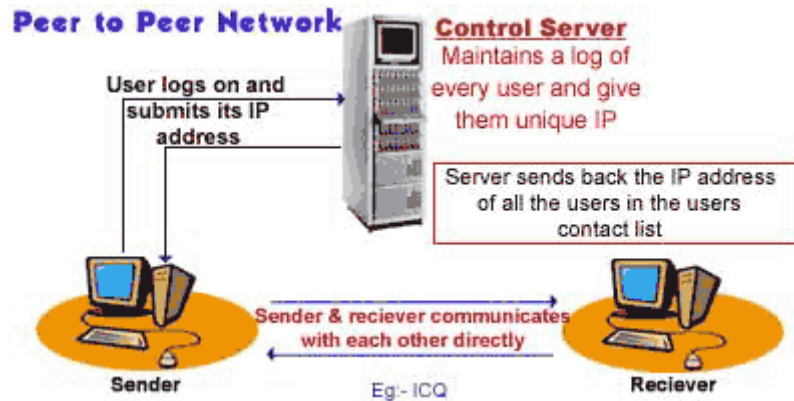 Peer to Peer Network
Control Server
Maintains a log of
every user and give
them unique IP
User logs on and
submits its IP
address
Server sends back the IP address
of all the users in the users
contact list
Sender & reciever communicates
with each other directly
Sender
Reciever
Eg:- ICQ